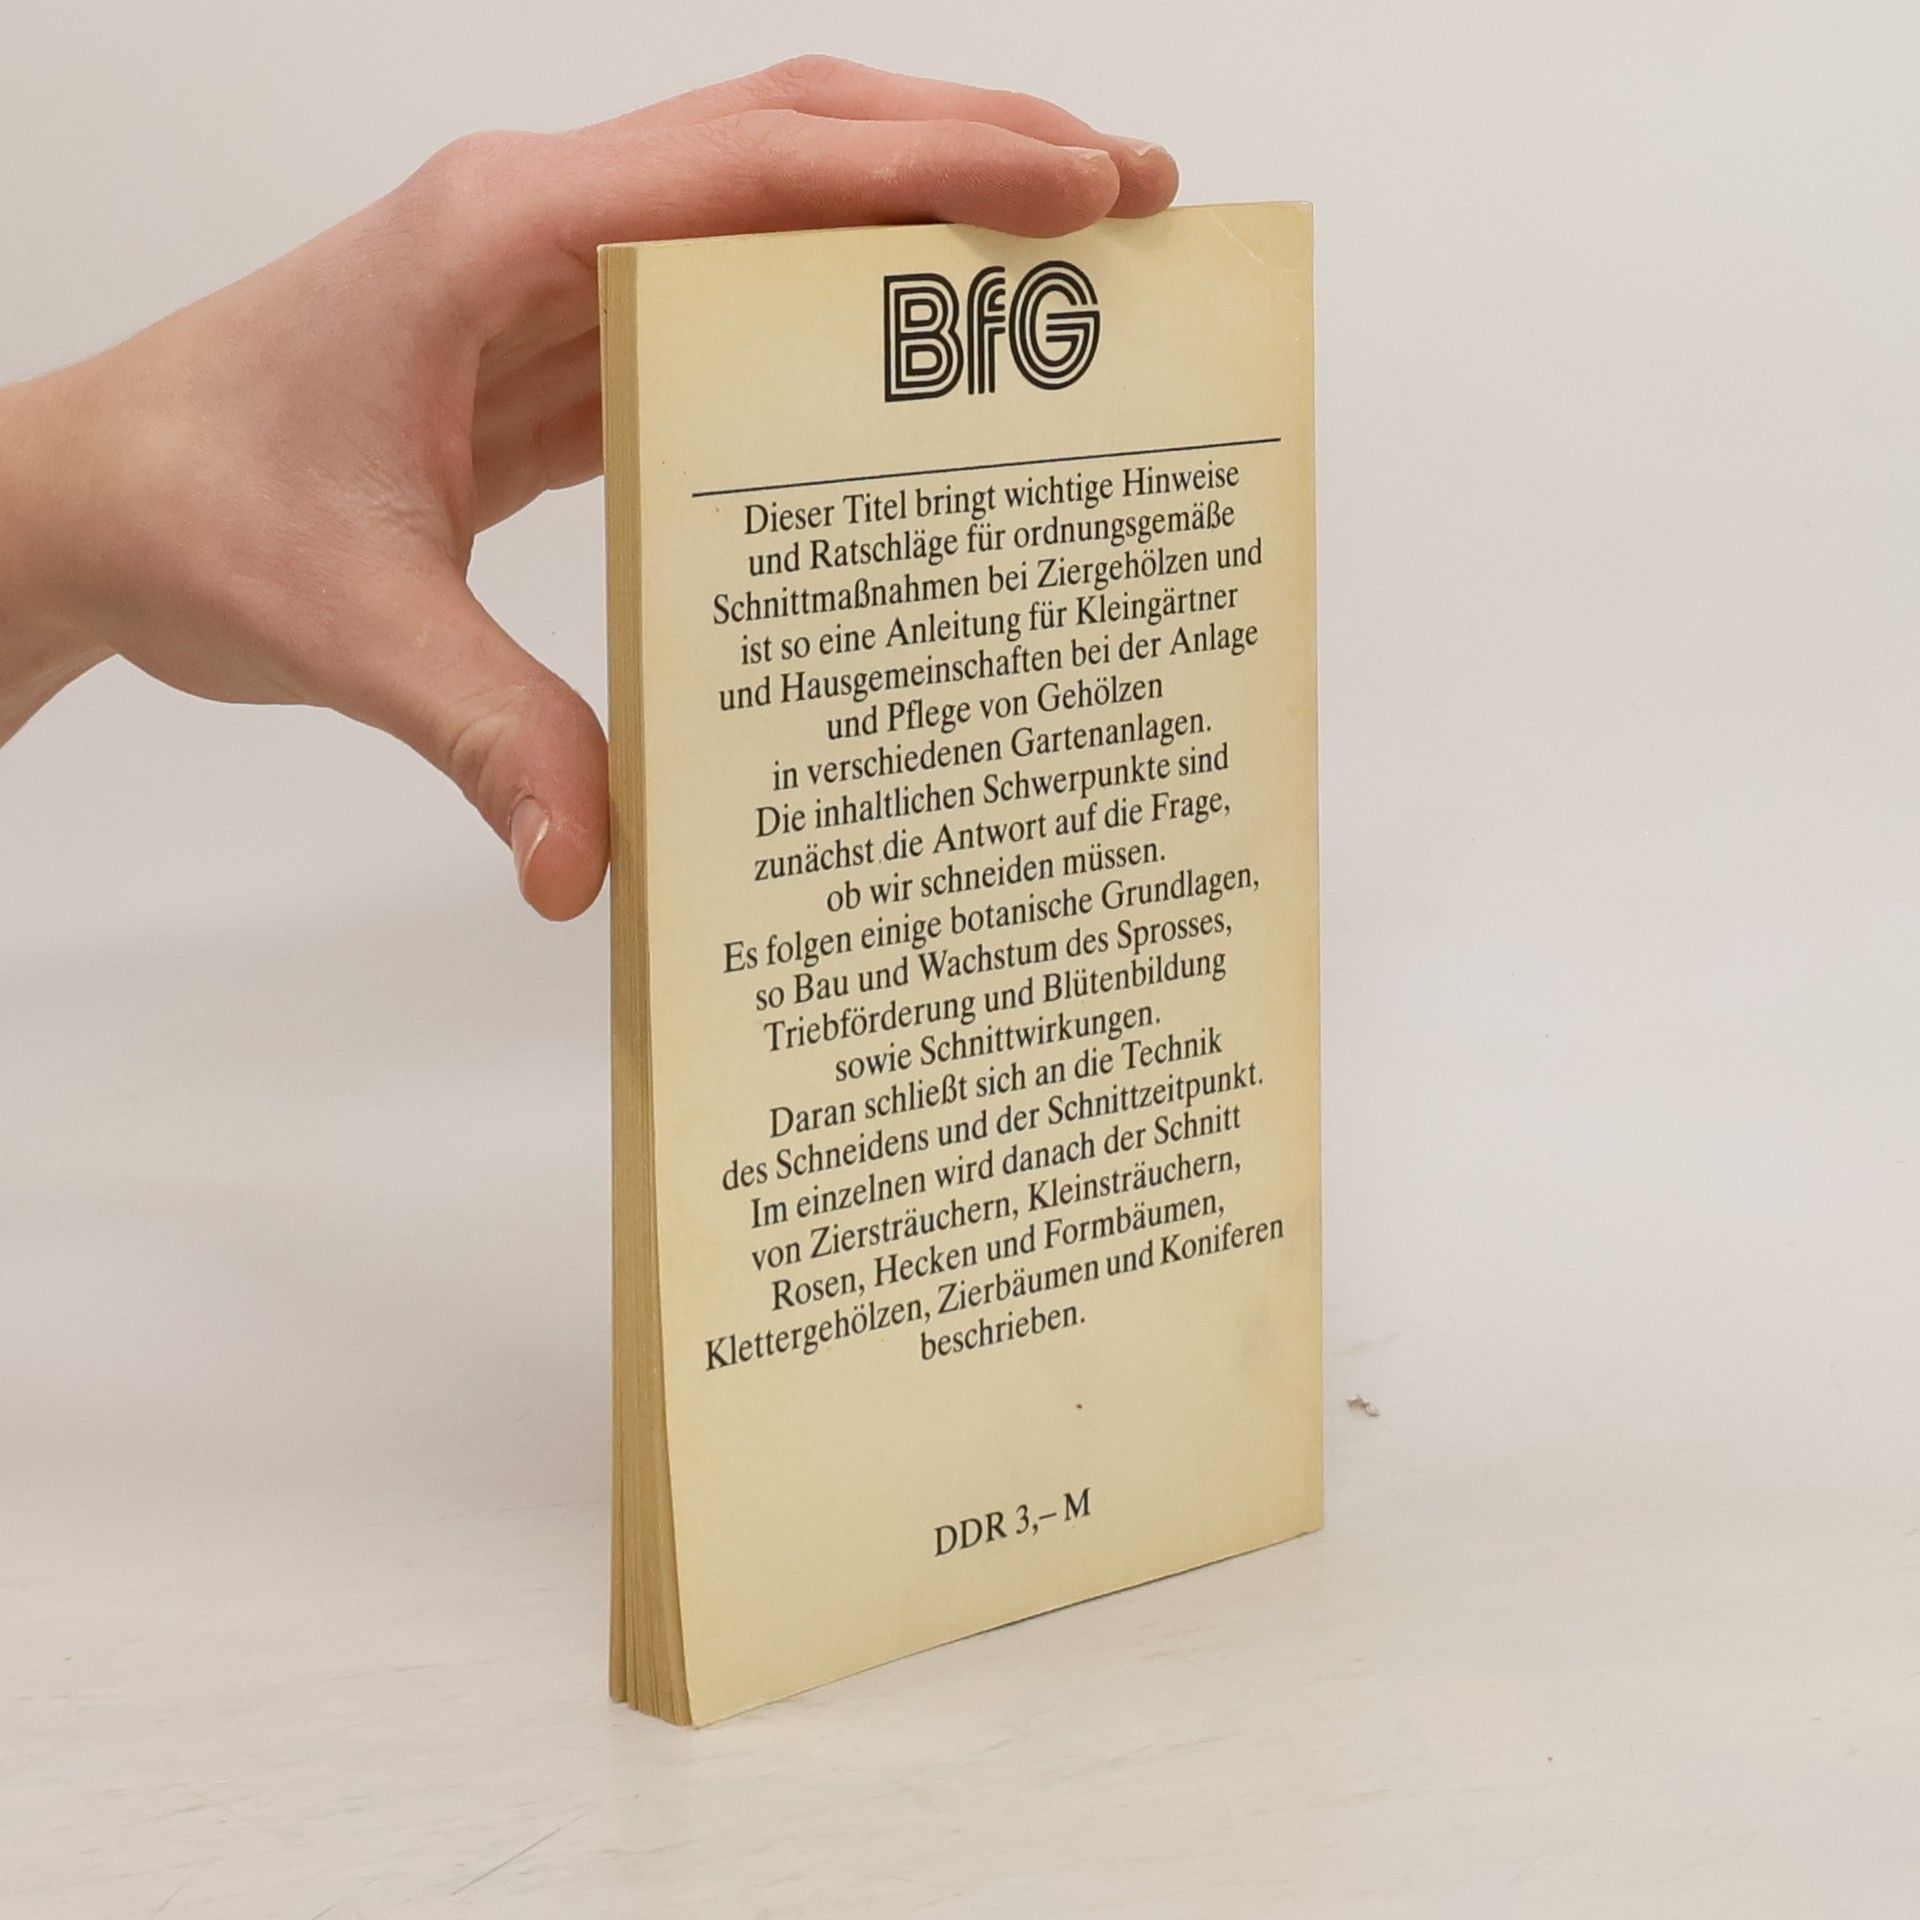 BfG
Dieser Titel bringt wichtige Hinweise
und Ratschläge für ordnungsgemäße
Schnittmaßnahmen bei Ziergehölzen und
ist so eine Anleitung für Kleingärtner
und Hausgemeinschaften bei der Anlage
und Pflege von Gehölzen
in verschiedenen Gartenanlagen.
Die inhaltlichen Schwerpunkte sind
zunächst die Antwort auf die Frage,
ob wir schneiden müssen.
Es folgen einige botanische Grundlagen,
so Bau und Wachstum des Sprosses,
Triebförderung und Blütenbildung
sowie Schnittwirkungen.
Daran schließt sich an die Technik
des Schneidens und der Schnittzeitpunkt.
Im einzelnen wird danach der Schnitt
von Ziersträuchern, Kleinsträuchern,
Rosen, Hecken und Formbäumen,
Klettergehölzen, Zierbäumen und Koniferen
beschrieben.
DDR 3,– M